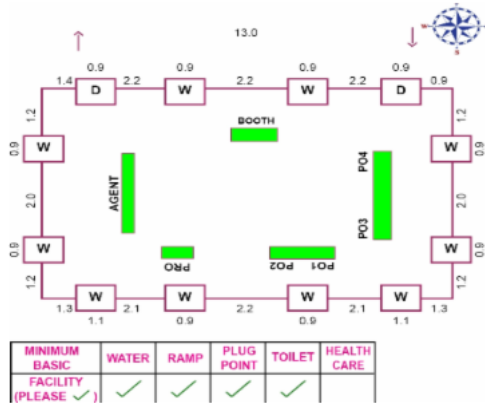 13.0
N
W
E
S
1.4 0.9 2.2 0.9 2.2 0.9 2.2 0.9 0.9
D W W D
1.2 1.2
BOOTH
0.9 W W 0.9
AGENT PO4
2.0 2.0
PO3
0.9 W W 0.9
PRO PO2 PO1
1.2 1.2
W W W W
1.3 2.1 2.2 2.1 1.3
1.1 0.9 0.9 1.1
MINIMUM BASIC WATER RAMP PLUG POINT TOILET HEALTH CARE
FACILITY
(PLEASE ✓) ✓ ✓ ✓ ✓